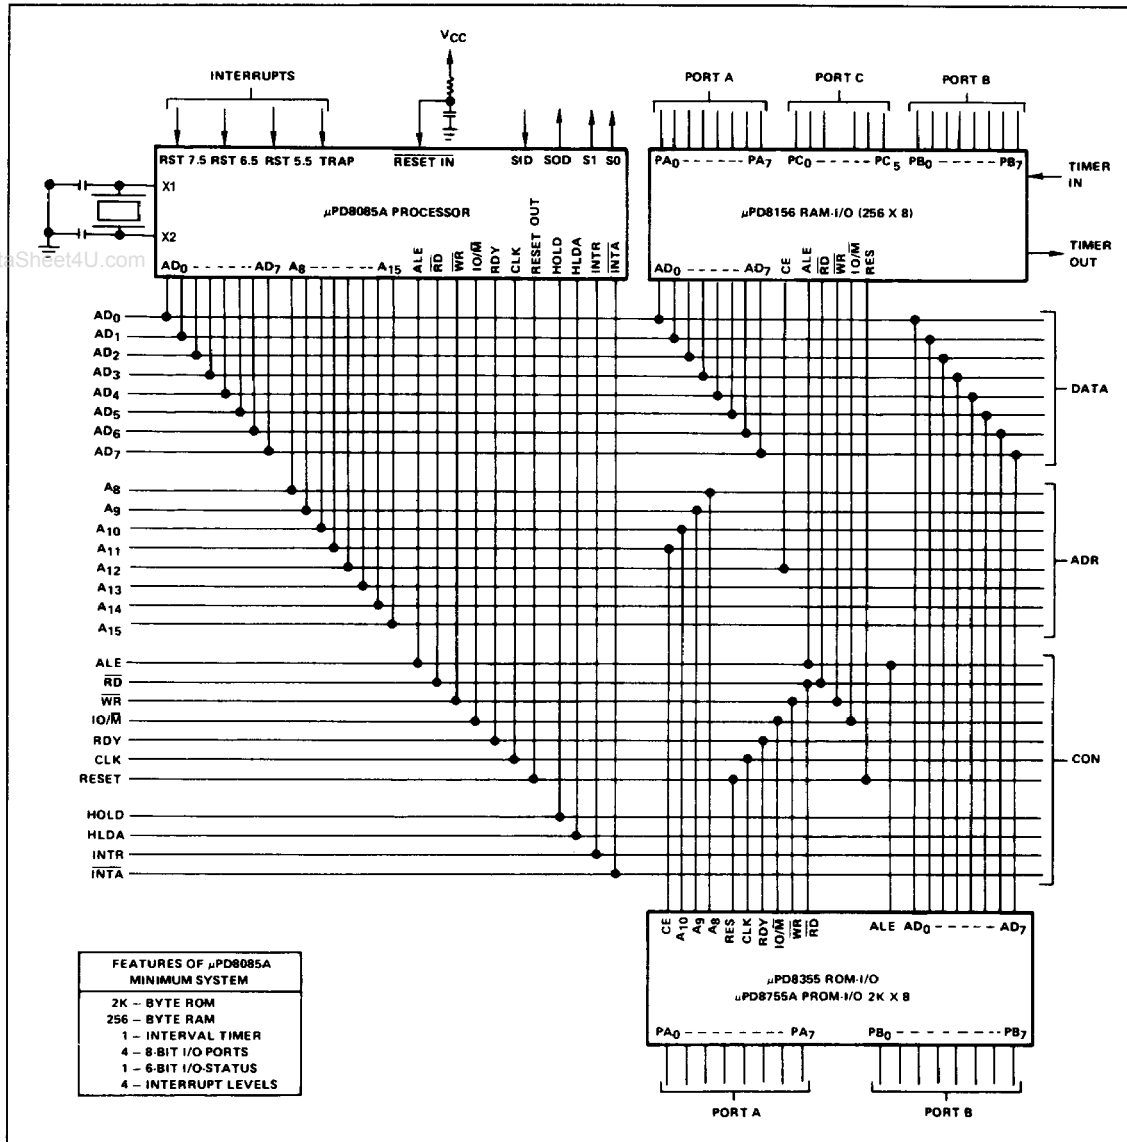 VCC
INTERRUPTS
PORT A
PORT C
PORT B
RST 7.5 RST 6.5 RST 5.5 TRAP
RESET IN
SID SOD S1 S0
X1
μPD8085A PROCESSOR
X2
AD0 - - - - - - AD7 A8 - - - - - - A15
ALE
RD
WR
IO/M
RDY
CLK
RESET OUT
HOLD
HLDA
INTR
INTA
PA0 - - - - - - PA7
PC0 - - - - - PC5
PB0 - - - - - - PB7
TIMER
IN
μPD8156 RAM-I/O (256 X 8)
TIMER
OUT
AD0 - - - - - - AD7
CE
ALE
RD
WR
IO/M
RES
taSheet4U.com
AD0
AD1
AD2
AD3
AD4
AD5
AD6
AD7
DATA
A8
A9
A10
A11
A12
A13
A14
A15
ADR
ALE
RD
WR
IO/M
RDY
CLK
RESET
HOLD
HLDA
INTR
INTA
CON
CE
A10
A9
A8
RES
CLK
RDY
IO/M
WR
RD
ALE AD0 - - - - - - AD7
μPD8355 ROM-I/O
μPD8755A PROM-I/O 2K X 8
PA0 - - - - - - - - PA7
PB0 - - - - - - - - PB7
PORT A
PORT B
FEATURES OF μPD8085A
MINIMUM SYSTEM
2K – BYTE ROM
256 – BYTE RAM
1 – INTERVAL TIMER
4 – 8-BIT I/O PORTS
1 – 6-BIT I/O-STATUS
4 – INTERRUPT LEVELS